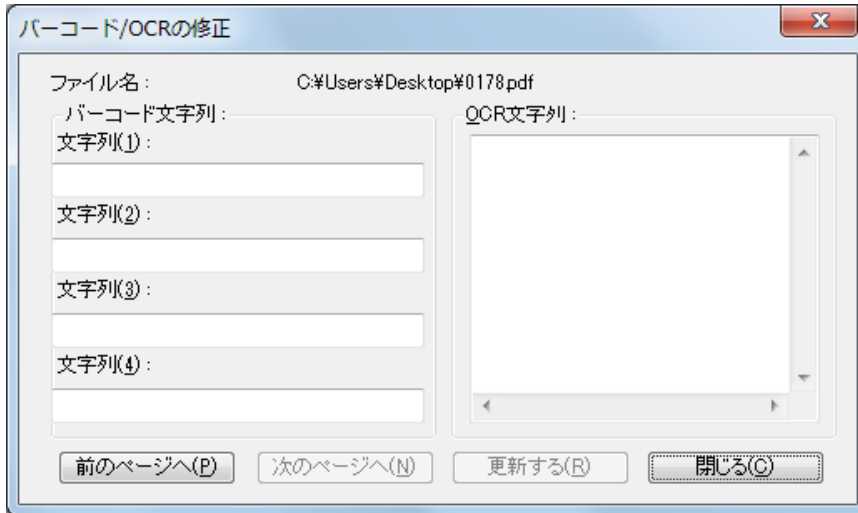 バーコード/OCRの修正
ファイル名： C:¥Users¥Desktop¥0178.pdf
バーコード文字列：
文字列(1)：
文字列(2)：
文字列(3)：
文字列(4)：
OCR文字列：
前のページへ(P) 次のページへ(N) 更新する(R) 閉じる(C)